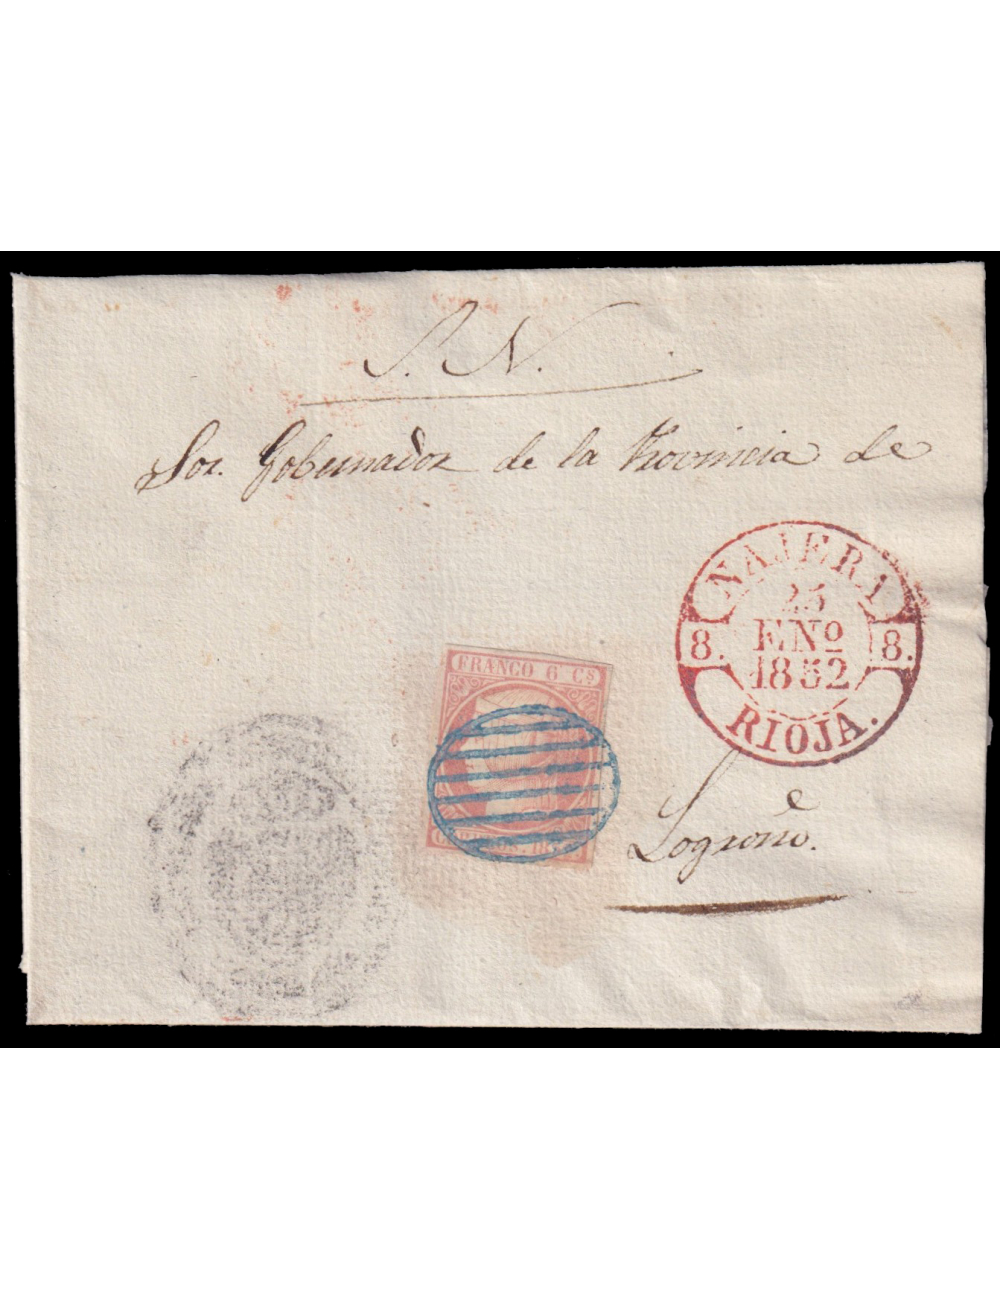 S. N.
Sor. Gobernador de la Provincia de
NAJERA
25
8. ENº 8.
1852
RIOJA.
FRANCO 6 Cs
Logroño.